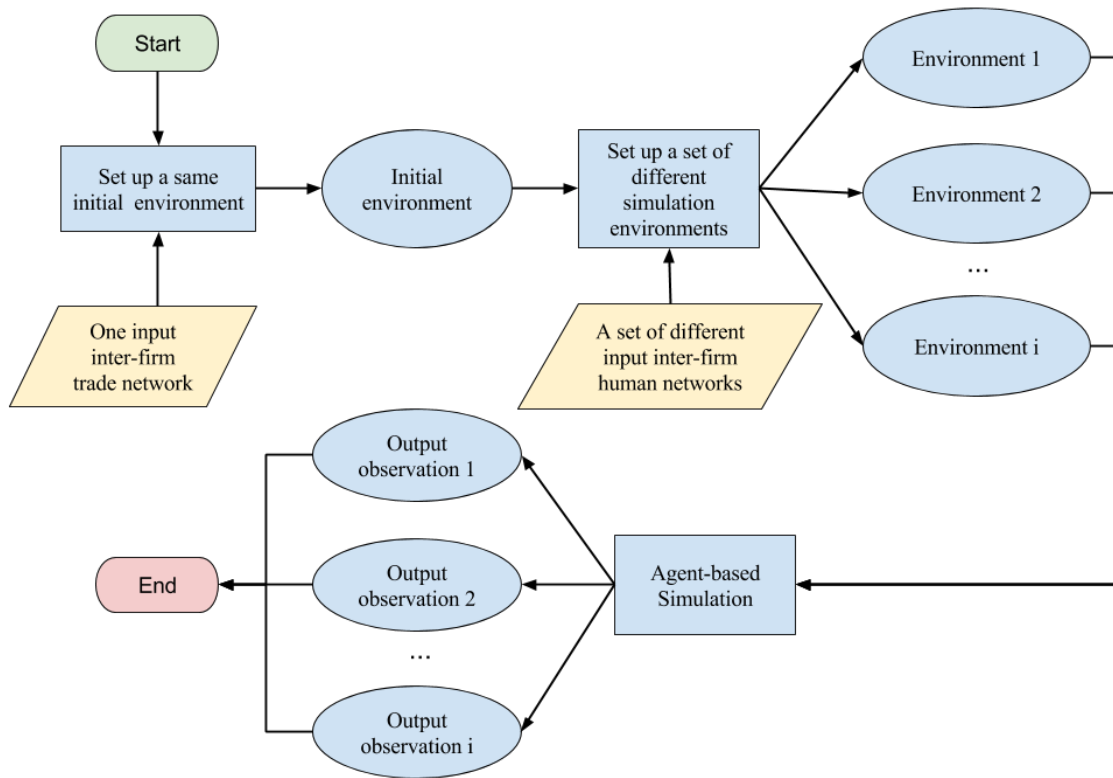 Start
Set up a same
initial environment
One input
inter-firm
trade network
Initial
environment
Set up a set of
different
simulation
environments
A set of different
input inter-firm
human networks
Environment 1
Environment 2
...
Environment i
Agent-based
Simulation
Output
observation 1
Output
observation 2
...
Output
observation i
End